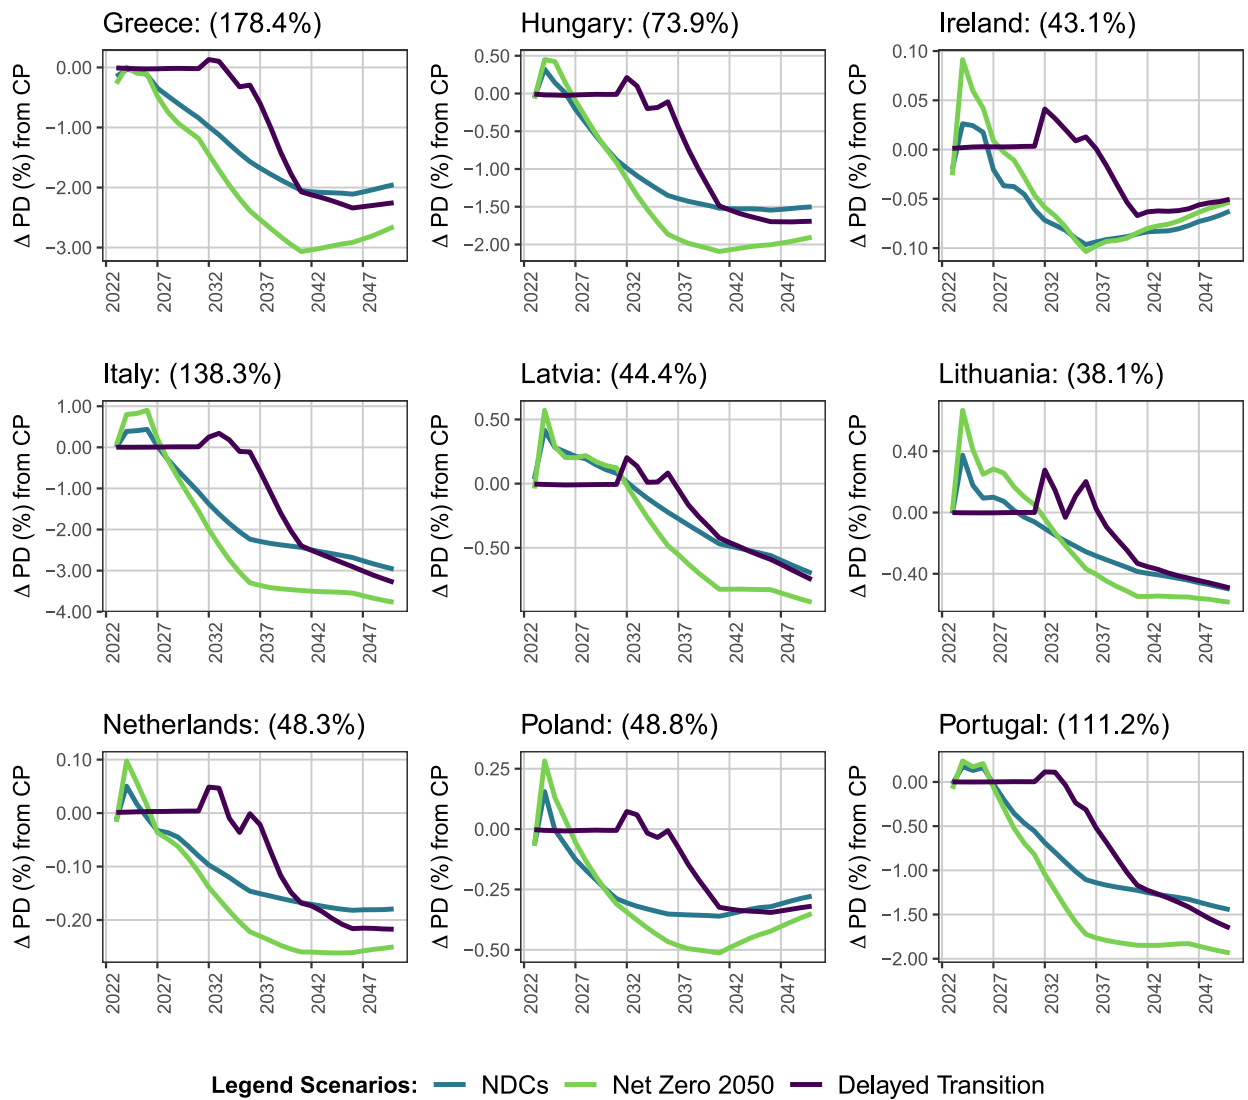 Greece: (178.4%)
Hungary: (73.9%)
Ireland: (43.1%)
Δ PD (%) from CP
0.00
−1.00
−2.00
−3.00
2022 2027 2032 2037 2042 2047
Δ PD (%) from CP
0.50
0.00
−0.50
−1.00
−1.50
−2.00
2022 2027 2032 2037 2042 2047
Δ PD (%) from CP
0.10
0.05
0.00
−0.05
−0.10
2022 2027 2032 2037 2042 2047
Italy: (138.3%)
Latvia: (44.4%)
Lithuania: (38.1%)
Δ PD (%) from CP
1.00
0.00
−1.00
−2.00
−3.00
−4.00
2022 2027 2032 2037 2042 2047
Δ PD (%) from CP
0.50
0.00
−0.50
2022 2027 2032 2037 2042 2047
Δ PD (%) from CP
0.40
0.00
−0.40
2022 2027 2032 2037 2042 2047
Netherlands: (48.3%)
Poland: (48.8%)
Portugal: (111.2%)
Δ PD (%) from CP
0.10
0.00
−0.10
−0.20
2022 2027 2032 2037 2042 2047
Δ PD (%) from CP
0.25
0.00
−0.25
−0.50
2022 2027 2032 2037 2042 2047
Δ PD (%) from CP
0.00
−0.50
−1.00
−1.50
−2.00
2022 2027 2032 2037 2042 2047
Legend Scenarios: NDCs Net Zero 2050 Delayed Transition